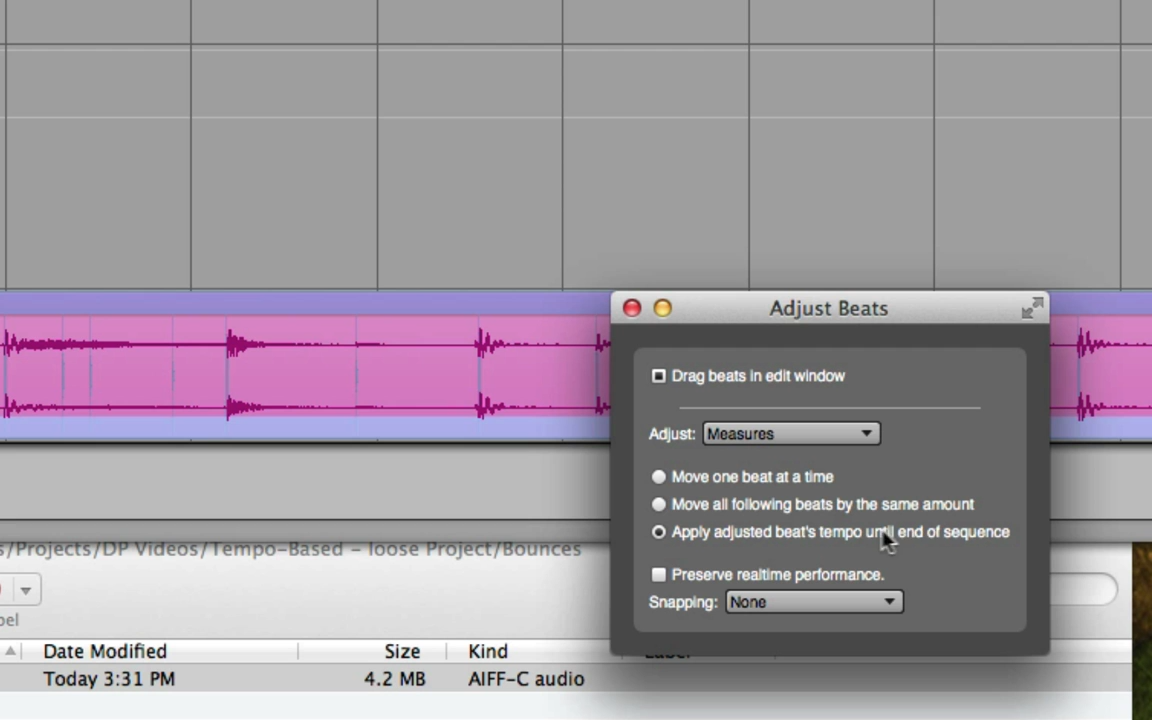 Adjust Beats
Drag beats in edit window
Adjust: Measures
Move one beat at a time
Move all following beats by the same amount
Apply adjusted beat's tempo until end of sequence
Preserve realtime performance.
Snapping: None
s/Projects/DP Videos/Tempo-Based - loose Project/Bounces
bel
Date Modified Size Kind Label
Today 3:31 PM 4.2 MB AIFF-C audio